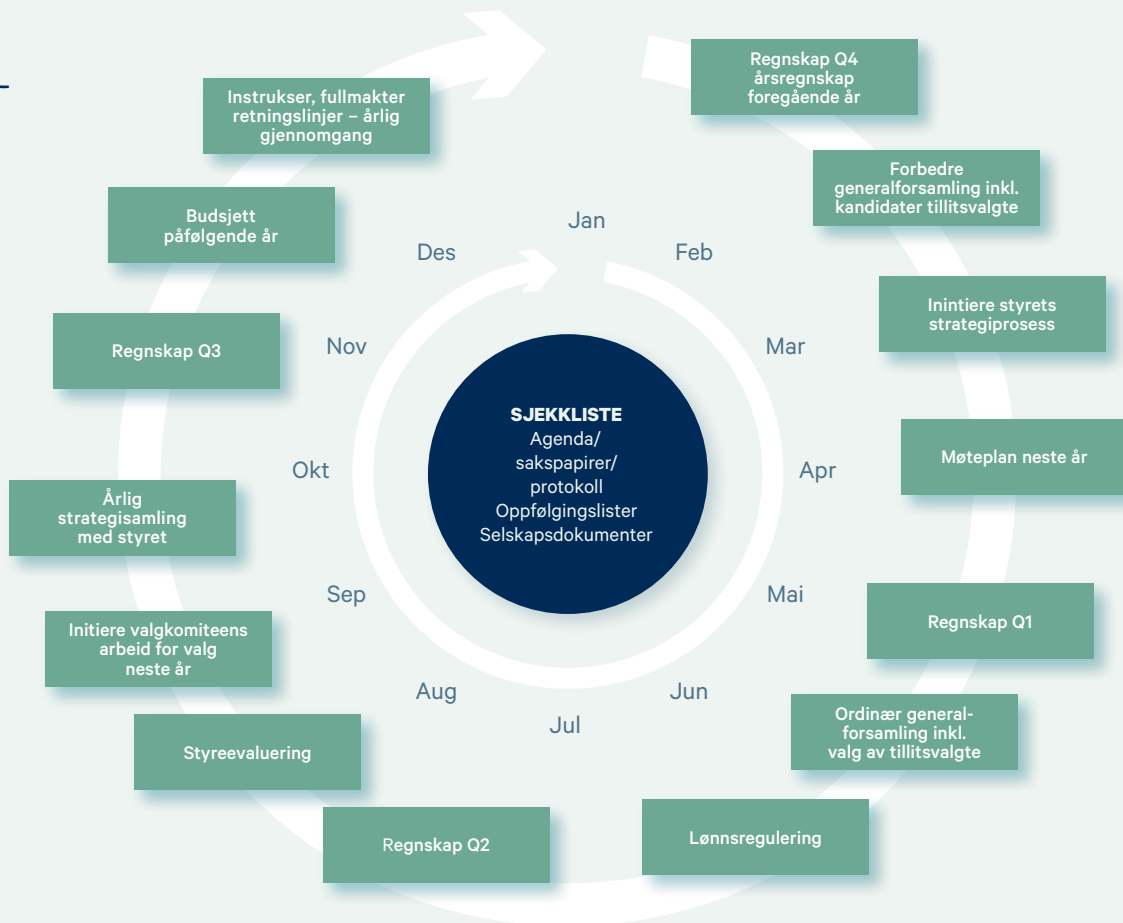 Regnskap Q4
årsregnskap
foregående år
Forbedre
generalforsamling inkl.
kandidater tillitsvalgte
Inintiere styrets
strategiprosess
Møteplan neste år
Regnskap Q1
Ordinær general-
forsamling inkl.
valg av tillitsvalgte
Lønnsregulering
Regnskap Q2
Styreevaluering
Initiere valgkomiteens
arbeid for valg
neste år
Årlig
strategisamling
med styret
Regnskap Q3
Budsjett
påfølgende år
Instrukser, fullmakter
retningslinjer – årlig
gjennomgang
Jan
Feb
Mar
Apr
Mai
Jun
Jul
Aug
Sep
Okt
Nov
Des
SJEKKLISTE
Agenda/
sakspapirer/
protokoll
Oppfølgingslister
Selskapsdokumenter